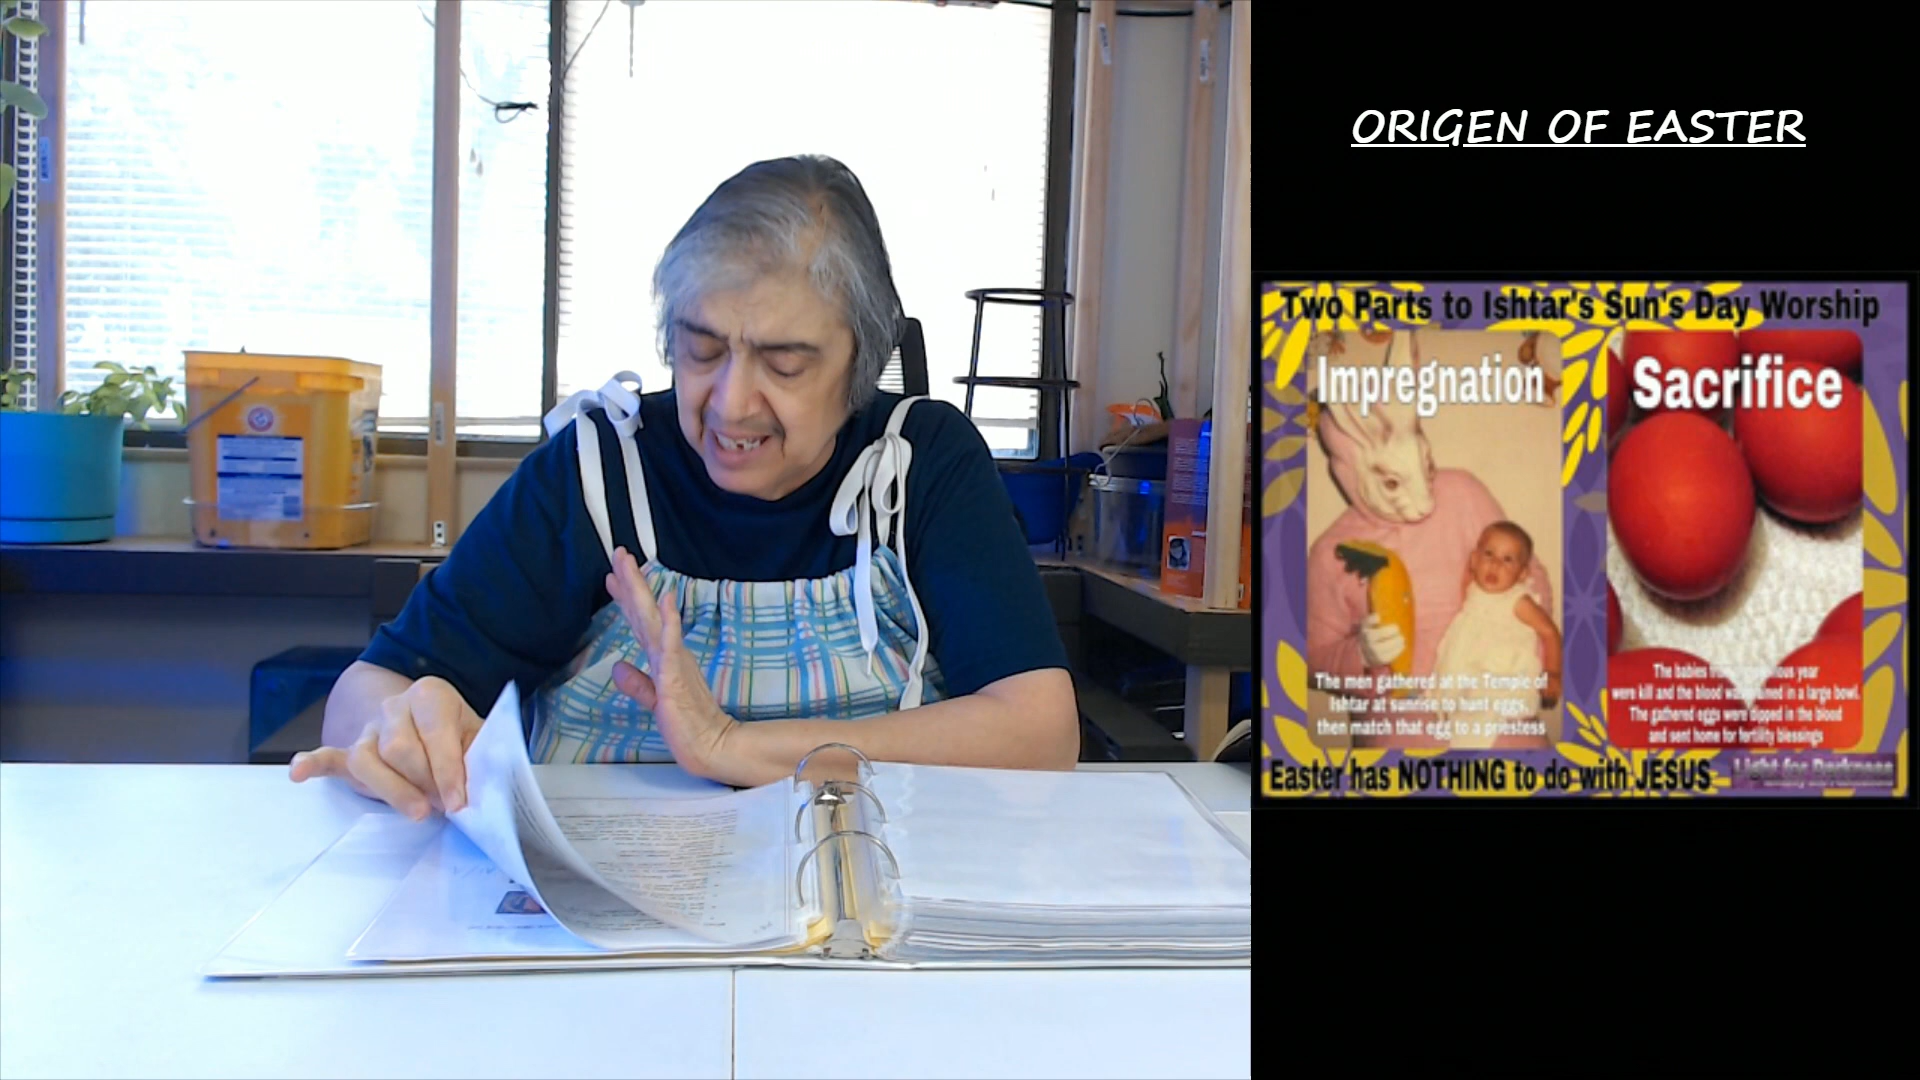 ORIGEN OF EASTER
Two Parts to Ishtar's Sun's Day Worship
Impregnation
Sacrifice
The men gathered at the Temple of
Ishtar at sunrise to hunt eggs,
then match that egg to a priestess
The babies year
were kill and the blood in a large bowl.
The gathered eggs were dipped in the blood
and sent home for fertility blessings
Easter has NOTHING to do with JESUS
Light for Darkness